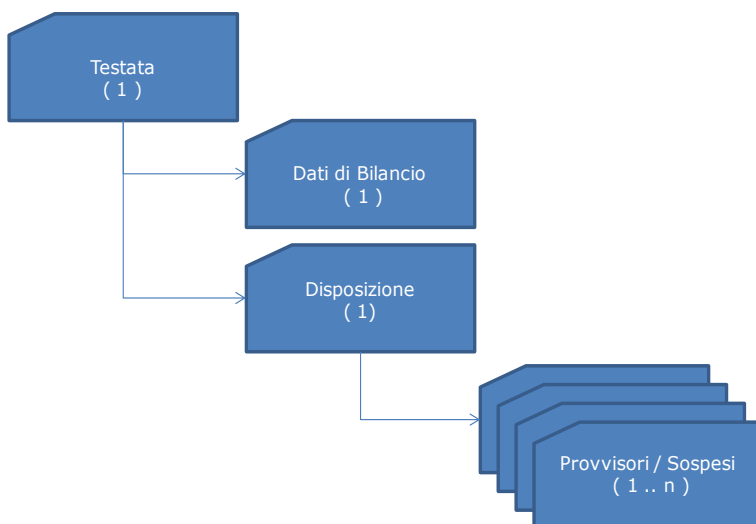 Testata
( 1 )
Dati di Bilancio
( 1 )
Disposizione
( 1)
Provvisori / Sospesi
( 1 .. n )